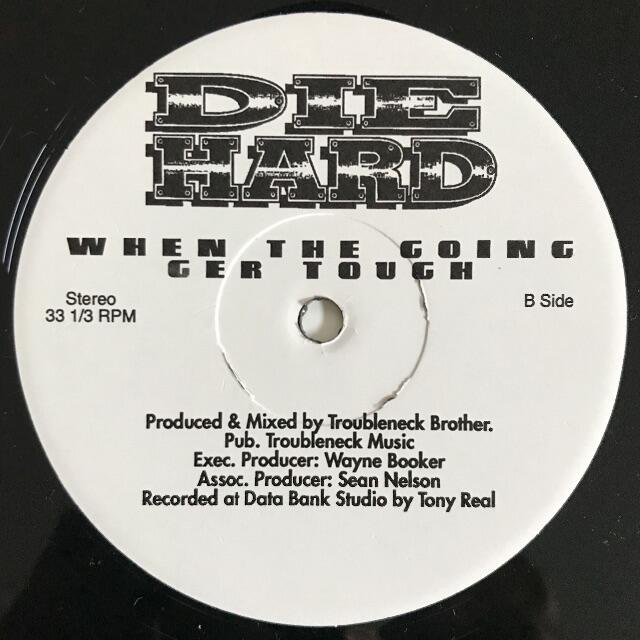 DIE
HARD
WHEN THE GOING
GER TOUGH
Stereo
33 1/3 RPM
B Side
Produced & Mixed by Troubleneck Brother.
Pub. Troubleneck Music
Exec. Producer: Wayne Booker
Assoc. Producer: Sean Nelson
Recorded at Data Bank Studio by Tony Real